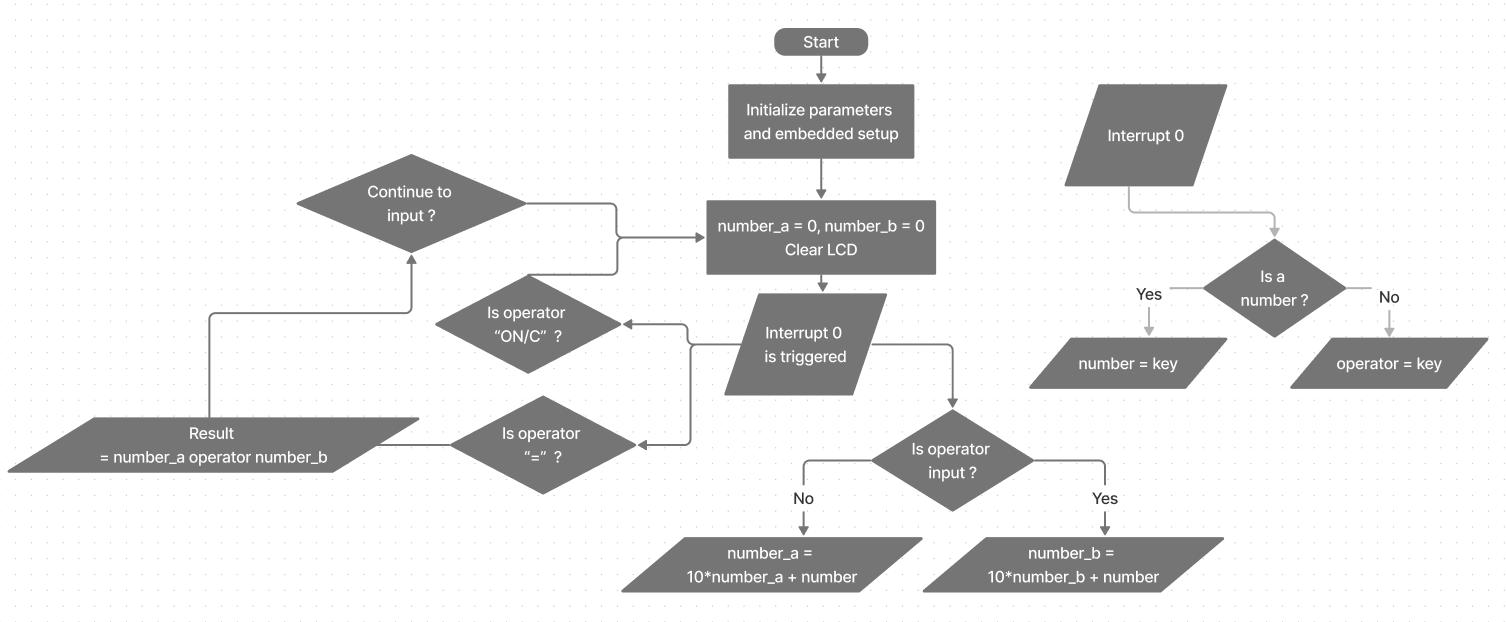 Start
Initialize parameters
and embedded setup
Interrupt 0
Continue to
input ?
number_a = 0, number_b = 0
Clear LCD
Is a
number ?
Yes
No
Is operator
“ON/C” ?
Interrupt 0
is triggered
number = key
operator = key
Result
= number_a operator number_b
Is operator
“=” ?
Is operator
input ?
No
Yes
number_a =
10*number_a + number
number_b =
10*number_b + number